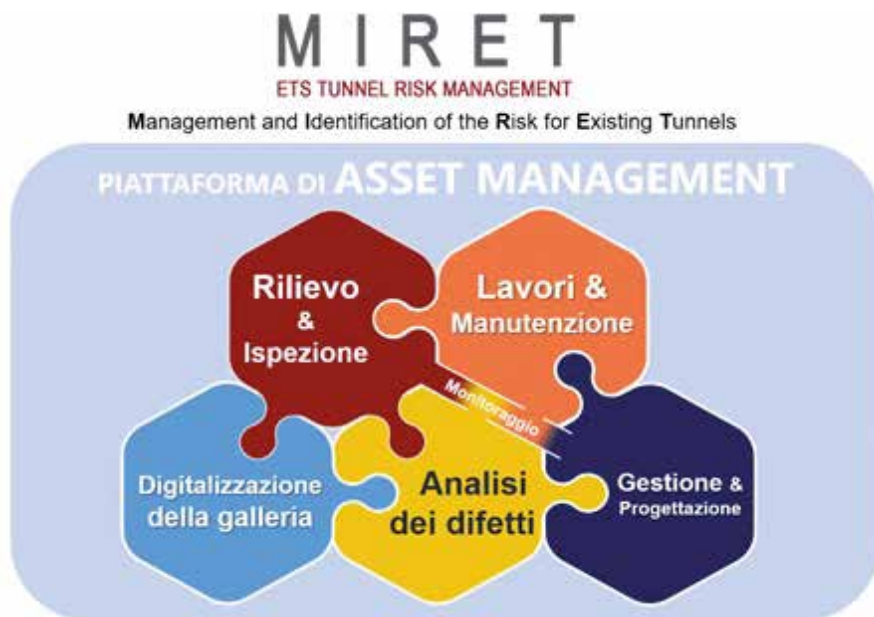 MIRET
ETS TUNNEL RISK MANAGEMENT
Management and Identification of the Risk for Existing Tunnels
PIATTAFORMA DI ASSET MANAGEMENT
Rilievo
&
Ispezione
Lavori &
Manutenzione
Monitoraggio
Digitalizzazione
della galleria
Analisi
dei difetti
Gestione &
Progettazione